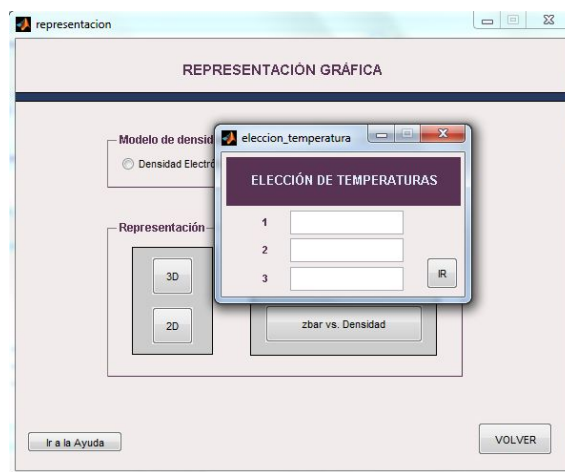 representacion
REPRESENTACIÓN GRÁFICA
Modelo de densid
Densidad Electró
eleccion_temperatura
ELECCIÓN DE TEMPERATURAS
1
2
3
IR
Representación
3D
2D
zbar vs. Densidad
Ir a la Ayuda
VOLVER